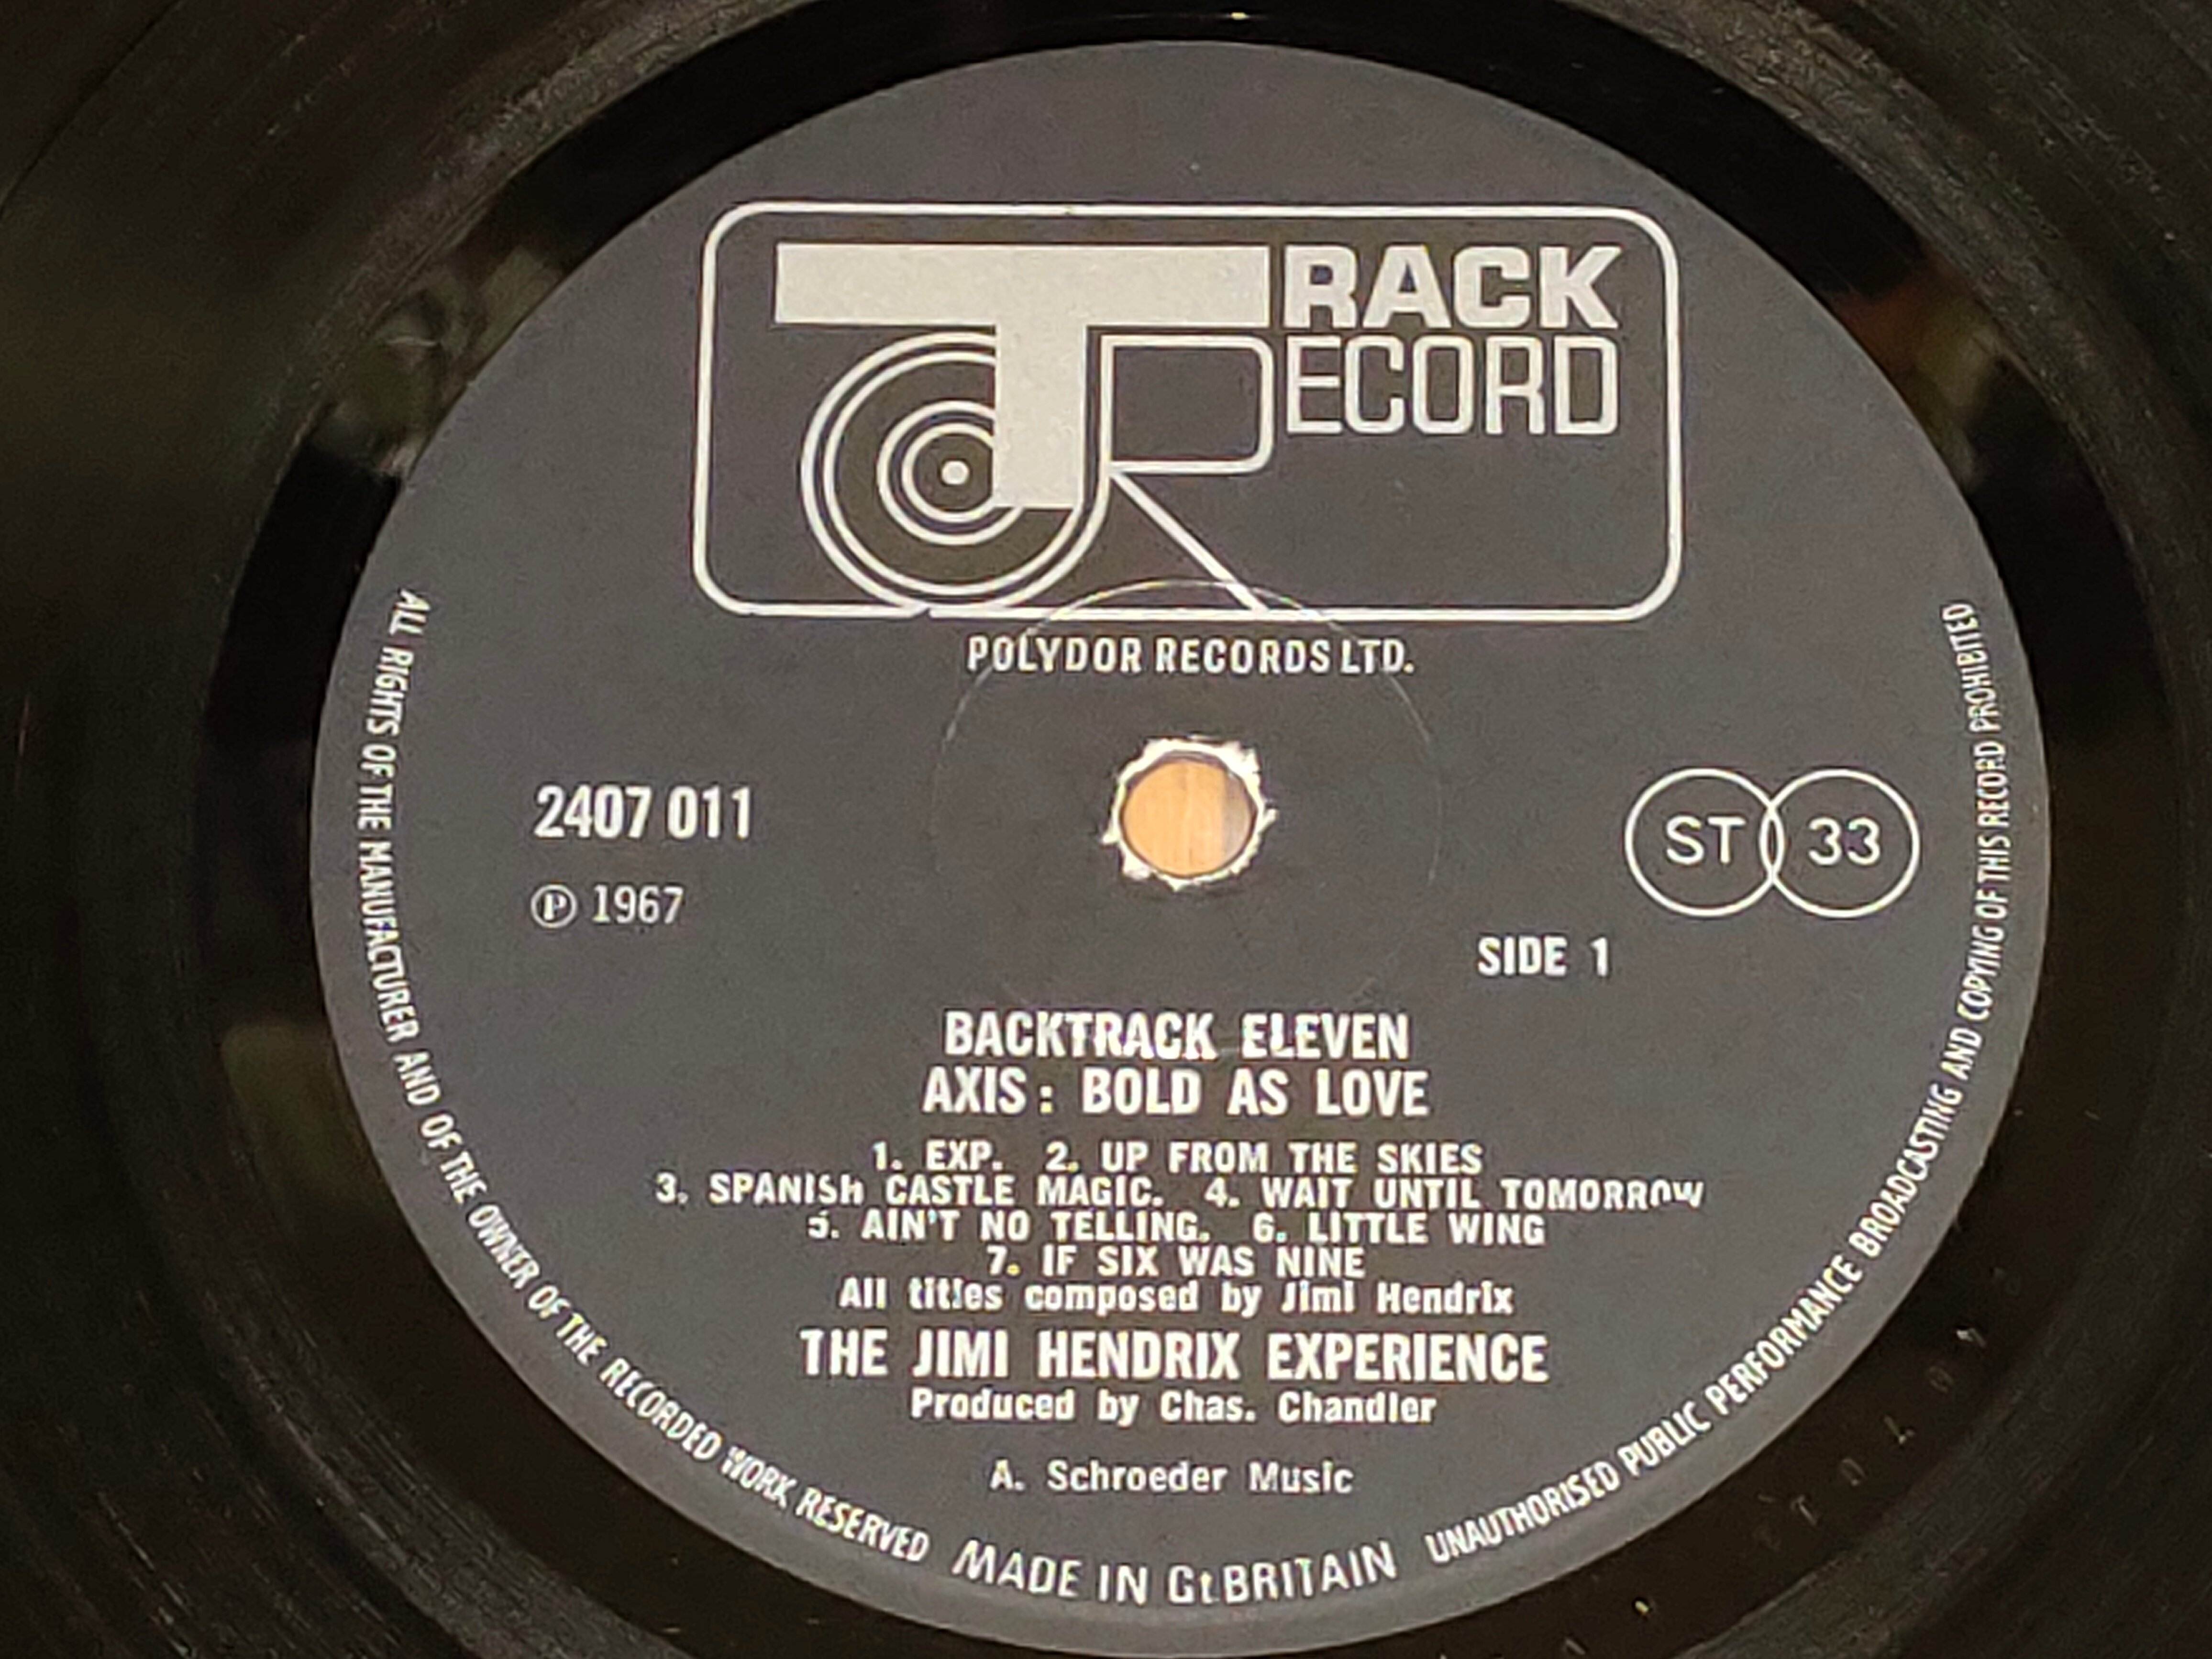 TRACK
RECORD
POLYDOR RECORDS LTD.
2407 011
℗ 1967
ST 33
SIDE 1
BACKTRACK ELEVEN
AXIS: BOLD AS LOVE
1. EXP. 2. UP FROM THE SKIES
3. SPANISh CASTLE MAGIC. 4. WAIT UNTIL TOMORROW
5. AIN'T NO TELLING. 6. LITTLE WING
7. IF SIX WAS NINE
All titles composed by Jimi Hendrix
THE JIMI HENDRIX EXPERIENCE
Produced by Chas. Chandler
A. Schroeder Music
ALL RIGHTS OF THE MANUFACTURER AND OF THE OWNER OF THE RECORDED WORK RESERVED
MADE IN Gt BRITAIN
UNAUTHORISED PUBLIC PERFORMANCE BROADCASTING AND COPYING OF THIS RECORD PROHIBITED